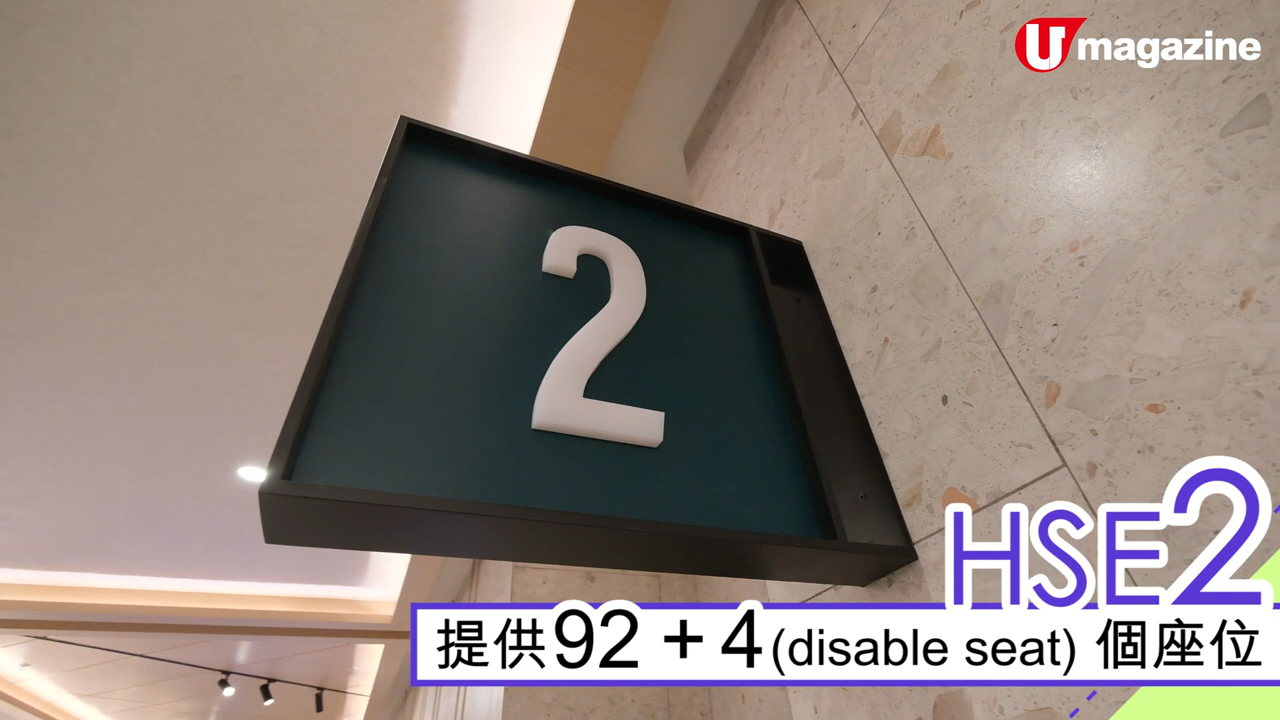 U magazine
2
HSE2
提供92+4(disable seat) 個座位